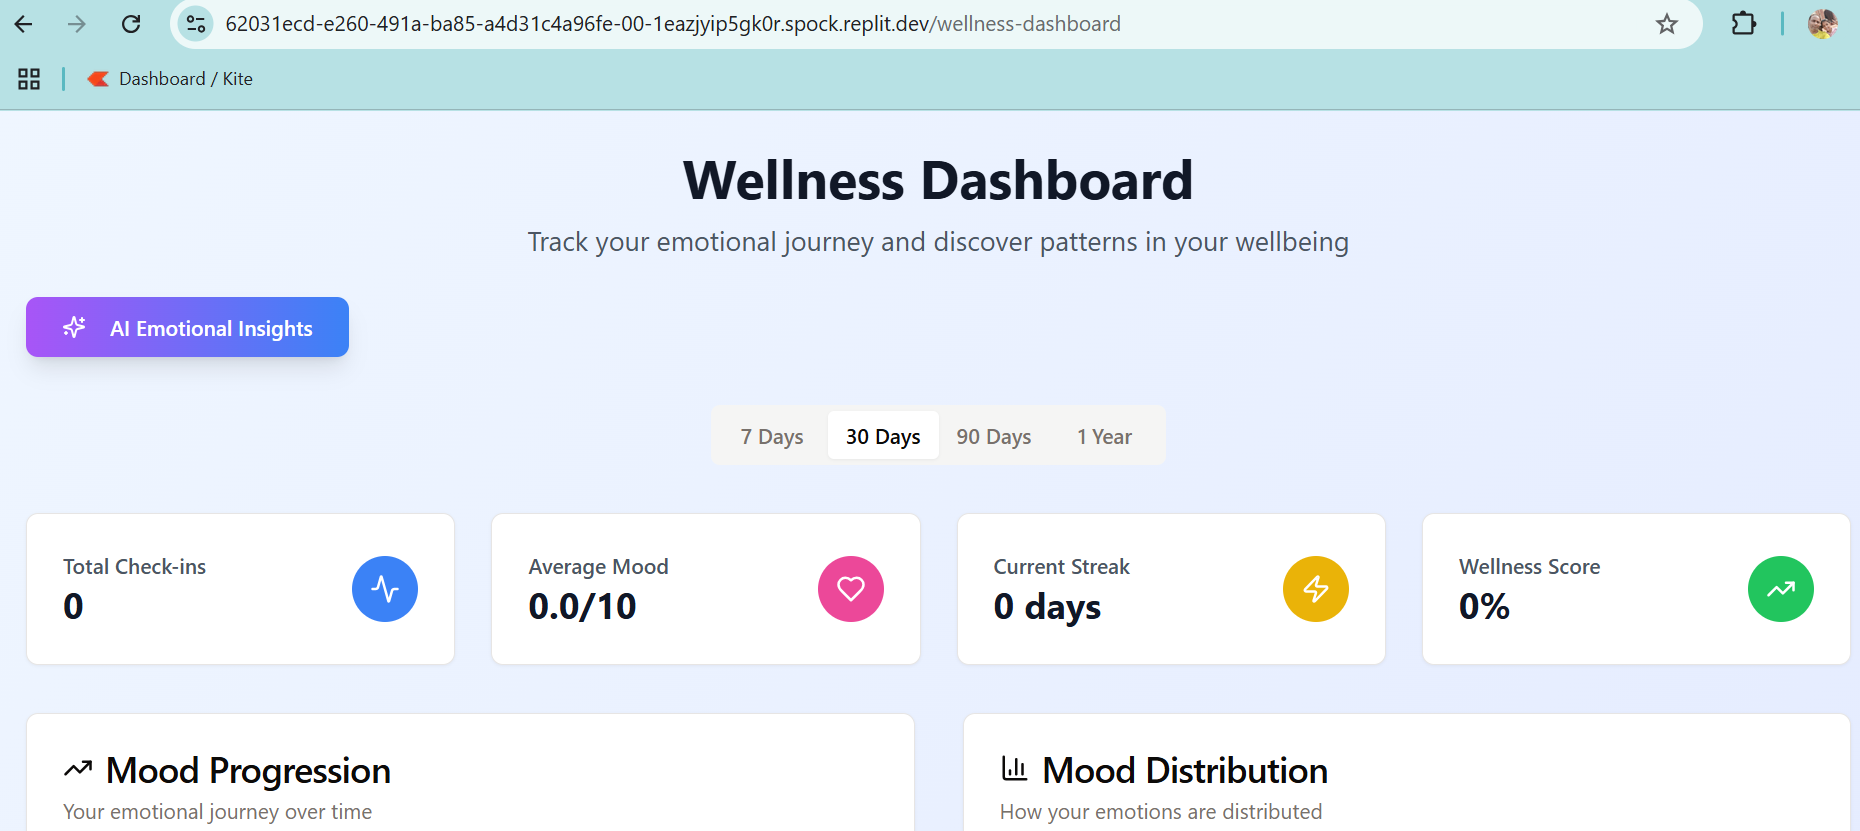 62031ecd-e260-491a-ba85-a4d31c4a96fe-00-1eazjyip5gk0r.spock.replit.dev/wellness-dashboard
Dashboard / Kite
Wellness Dashboard
Track your emotional journey and discover patterns in your wellbeing
AI Emotional Insights
7 Days 30 Days 90 Days 1 Year
Total Check-ins
0
Average Mood
0.0/10
Current Streak
0 days
Wellness Score
0%
Mood Progression
Your emotional journey over time
Mood Distribution
How your emotions are distributed